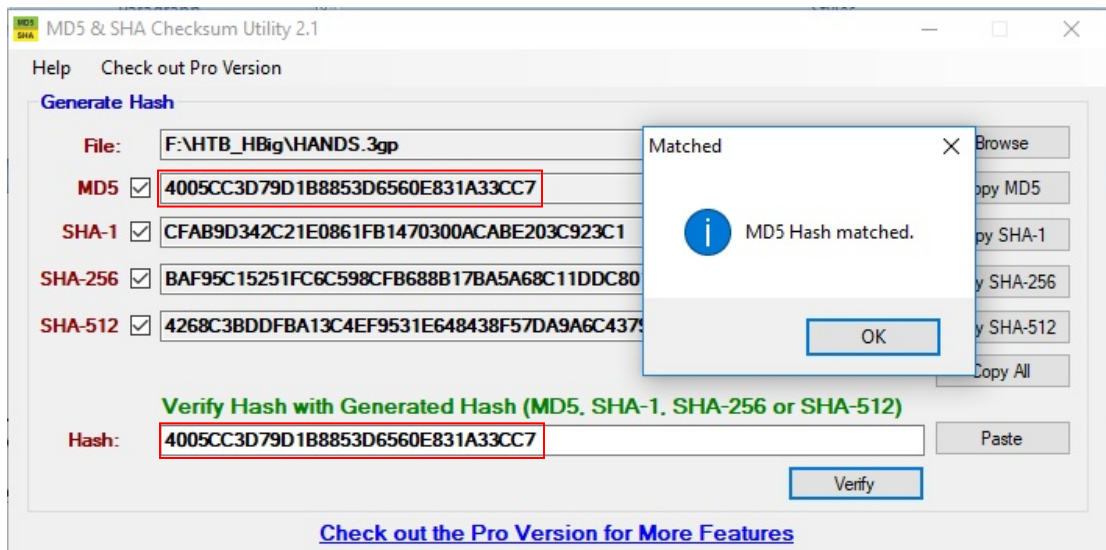 MD5 SHA MD5 & SHA Checksum Utility 2.1
Help Check out Pro Version
Generate Hash
File: F:\HTB_HBig\HANDS.3gp
Browse
MD5 4005CC3D79D1B8853D6560E831A33CC7
MD5
SHA-1 CFAB9D342C21E0861FB1470300ACABE203C923C1
SHA-1
SHA-256 BAF95C15251FC6C598CFB688B17BA5A68C11DDC80
SHA-256
SHA-512 4268C3BDDFBA13C4EF9531E648438F57DA9A6C4379
SHA-512
Copy All
Matched
MD5 Hash matched.
OK
Verify Hash with Generated Hash (MD5, SHA-1, SHA-256 or SHA-512)
Hash: 4005CC3D79D1B8853D6560E831A33CC7 Paste
Verify
Check out the Pro Version for More Features